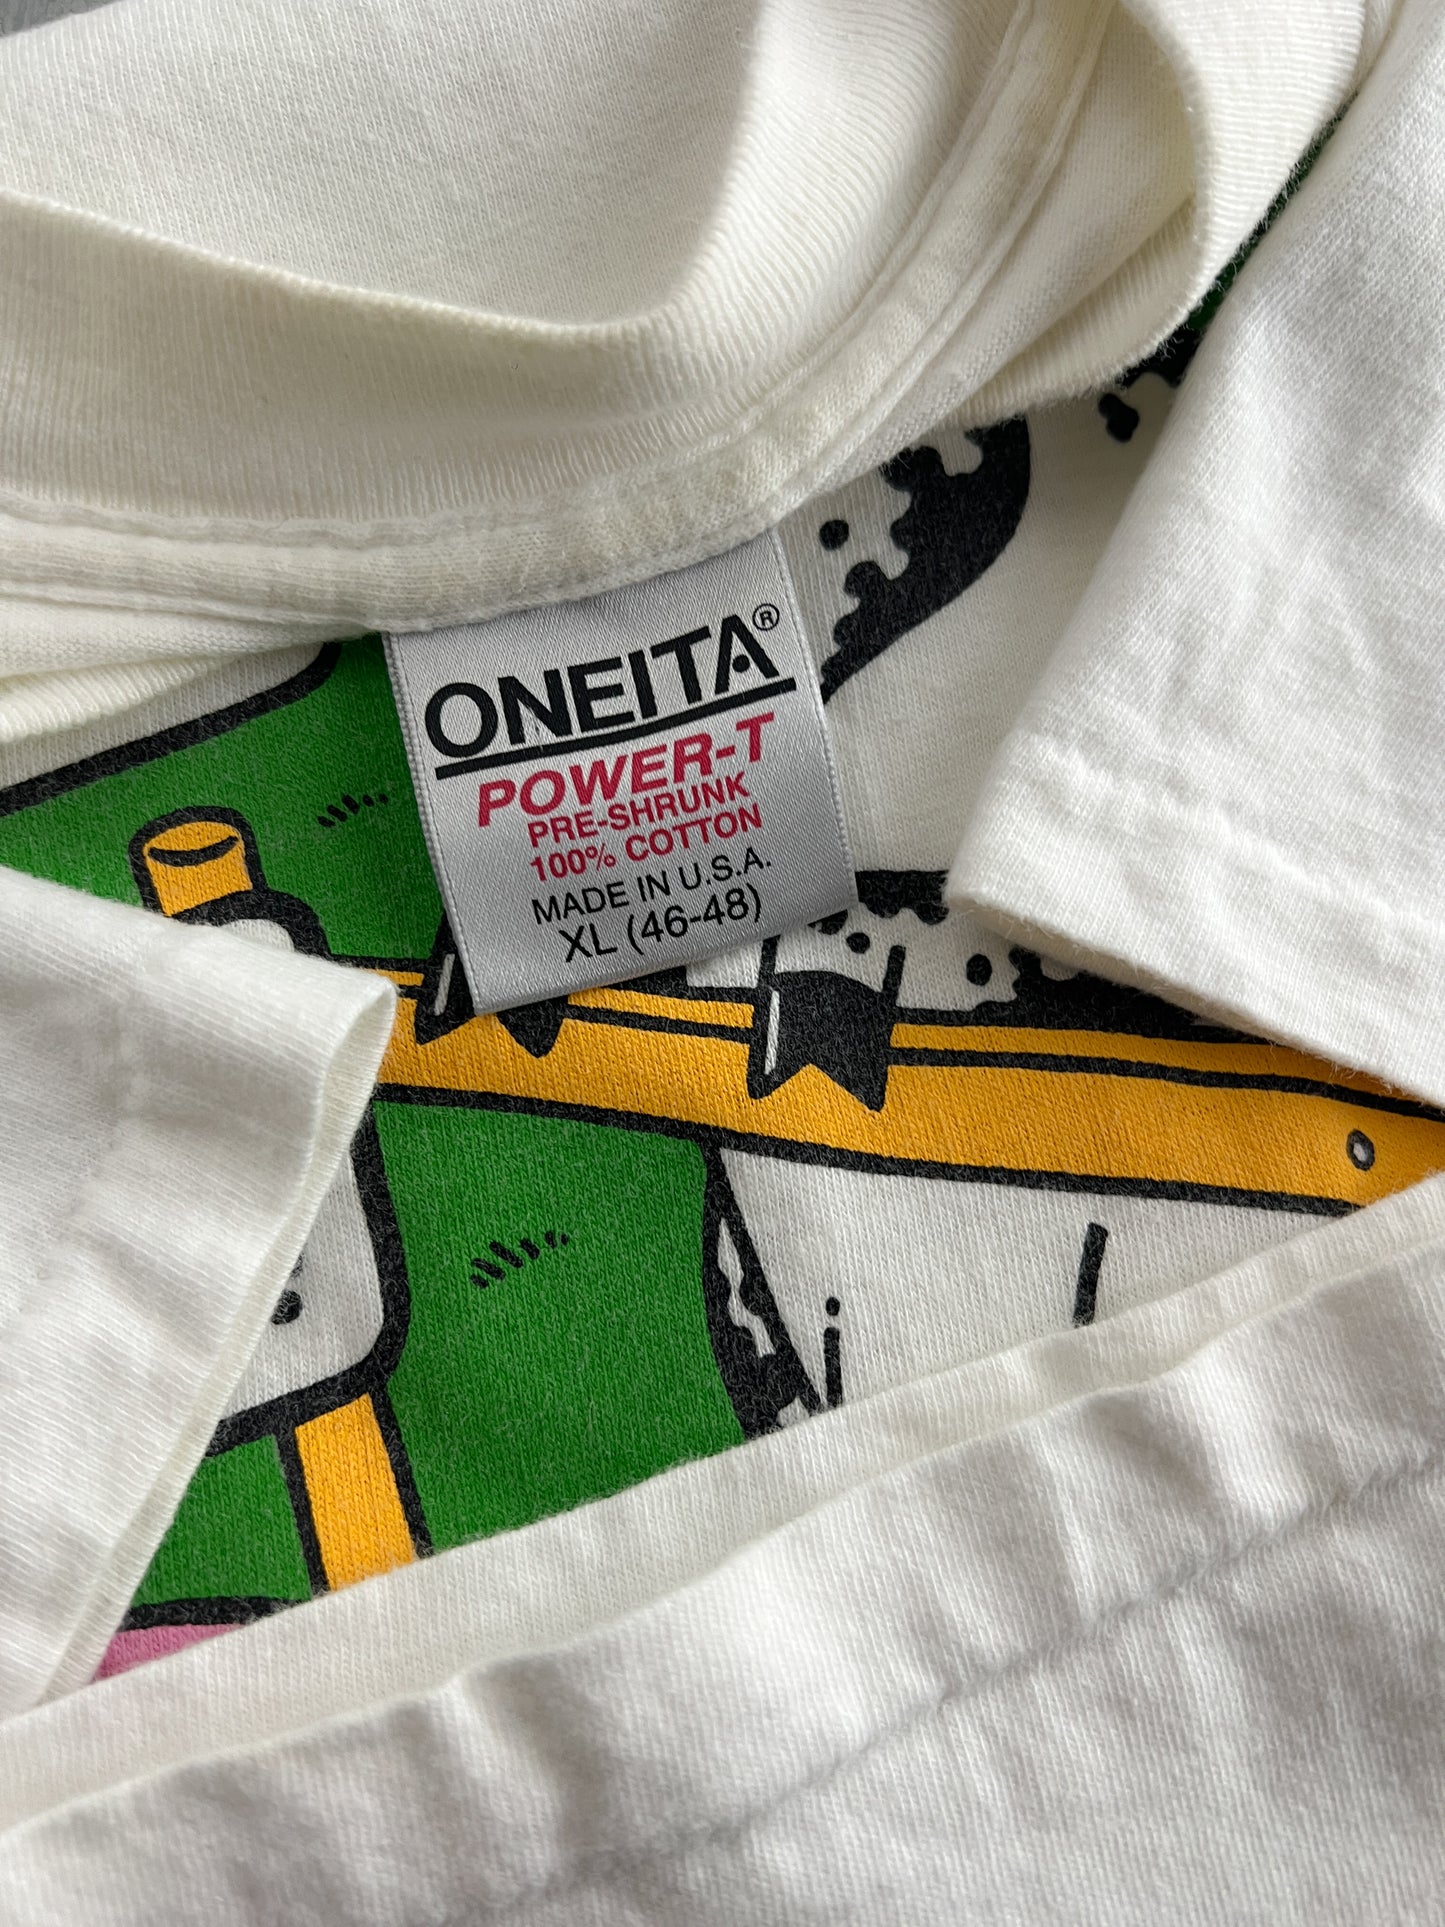 ONEITA®
POWER-T
PRE-SHRUNK
100% COTTON
MADE IN U.S.A.
XL (46-48)